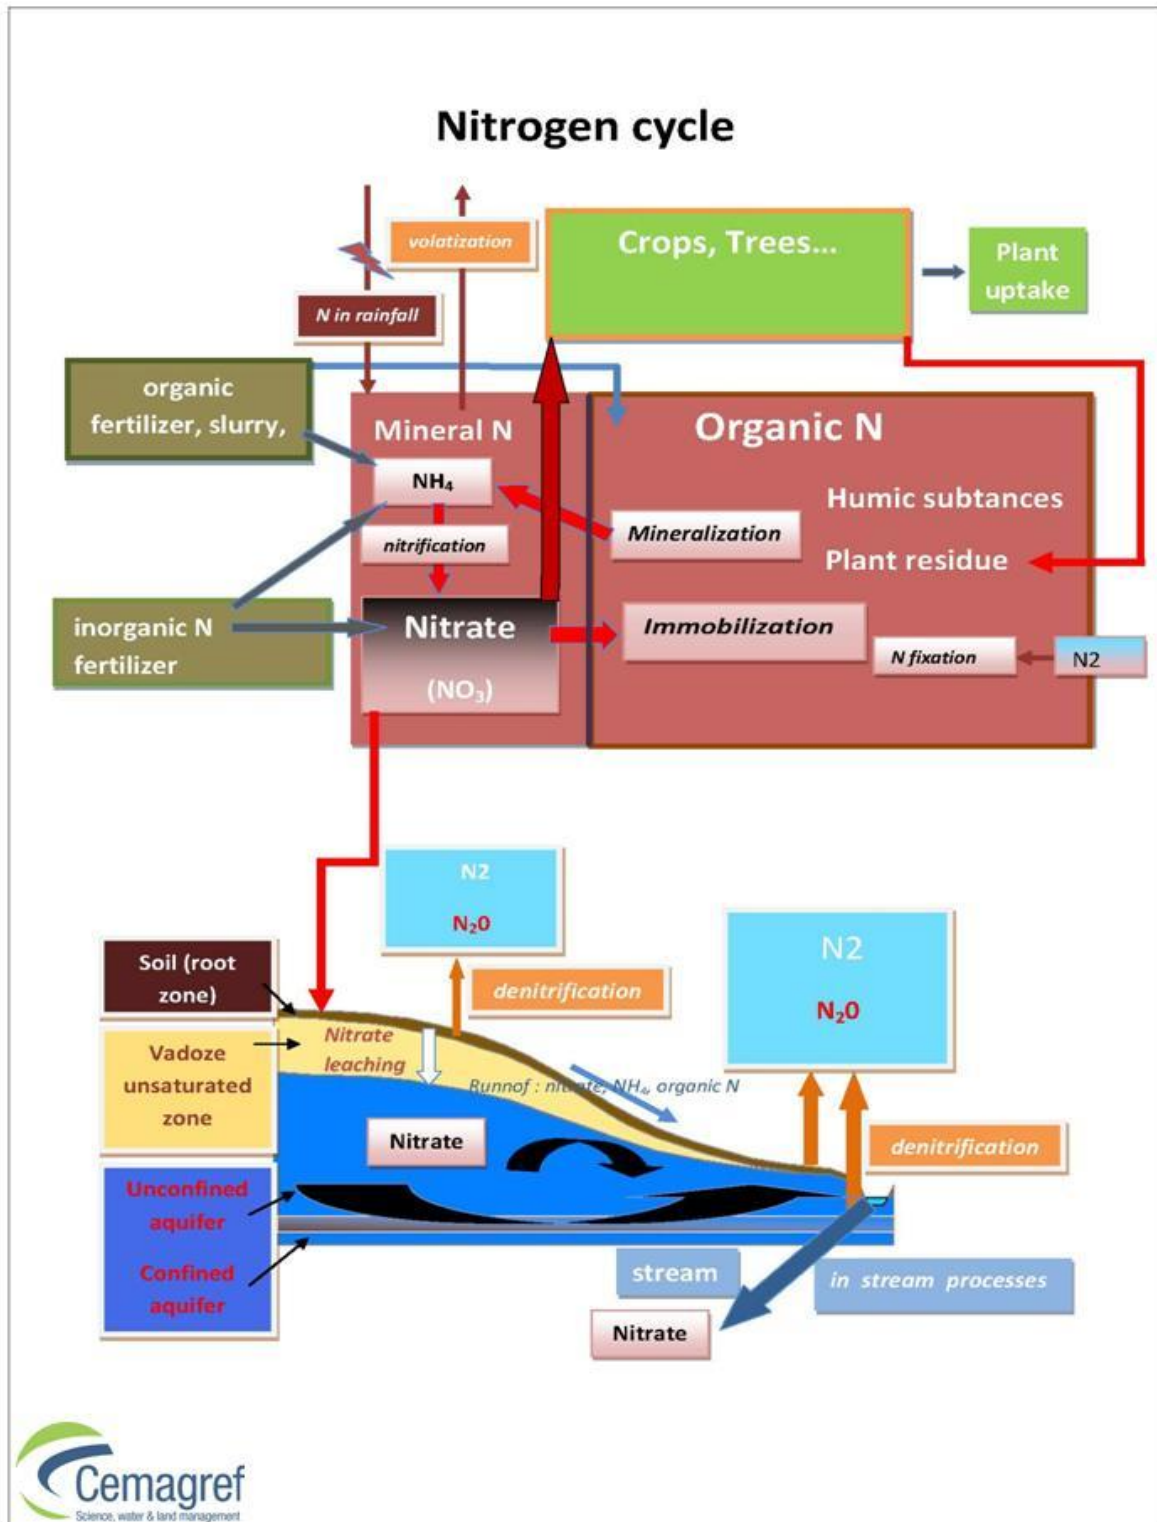 Nitrogen cycle
volatization
Crops, Trees...
Plant
uptake
N in rainfall
organic
fertilizer, slurry,
Mineral N
Organic N
NH₄
Humic subtances
nitrification
Mineralization
Plant residue
inorganic N
fertilizer
Nitrate
(NO₃)
Immobilization
N fixation
N2
N2
N₂0
denitrification
N2
N₂0
Soil (root
zone)
Vadoze
unsaturated
zone
Nitrate
leaching
Runnof : nitrate, NH₄, organic N
Nitrate
denitrification
Unconfined
aquifer
Confined
aquifer
stream
in stream processes
Nitrate
Cemagref
Science, water & land management